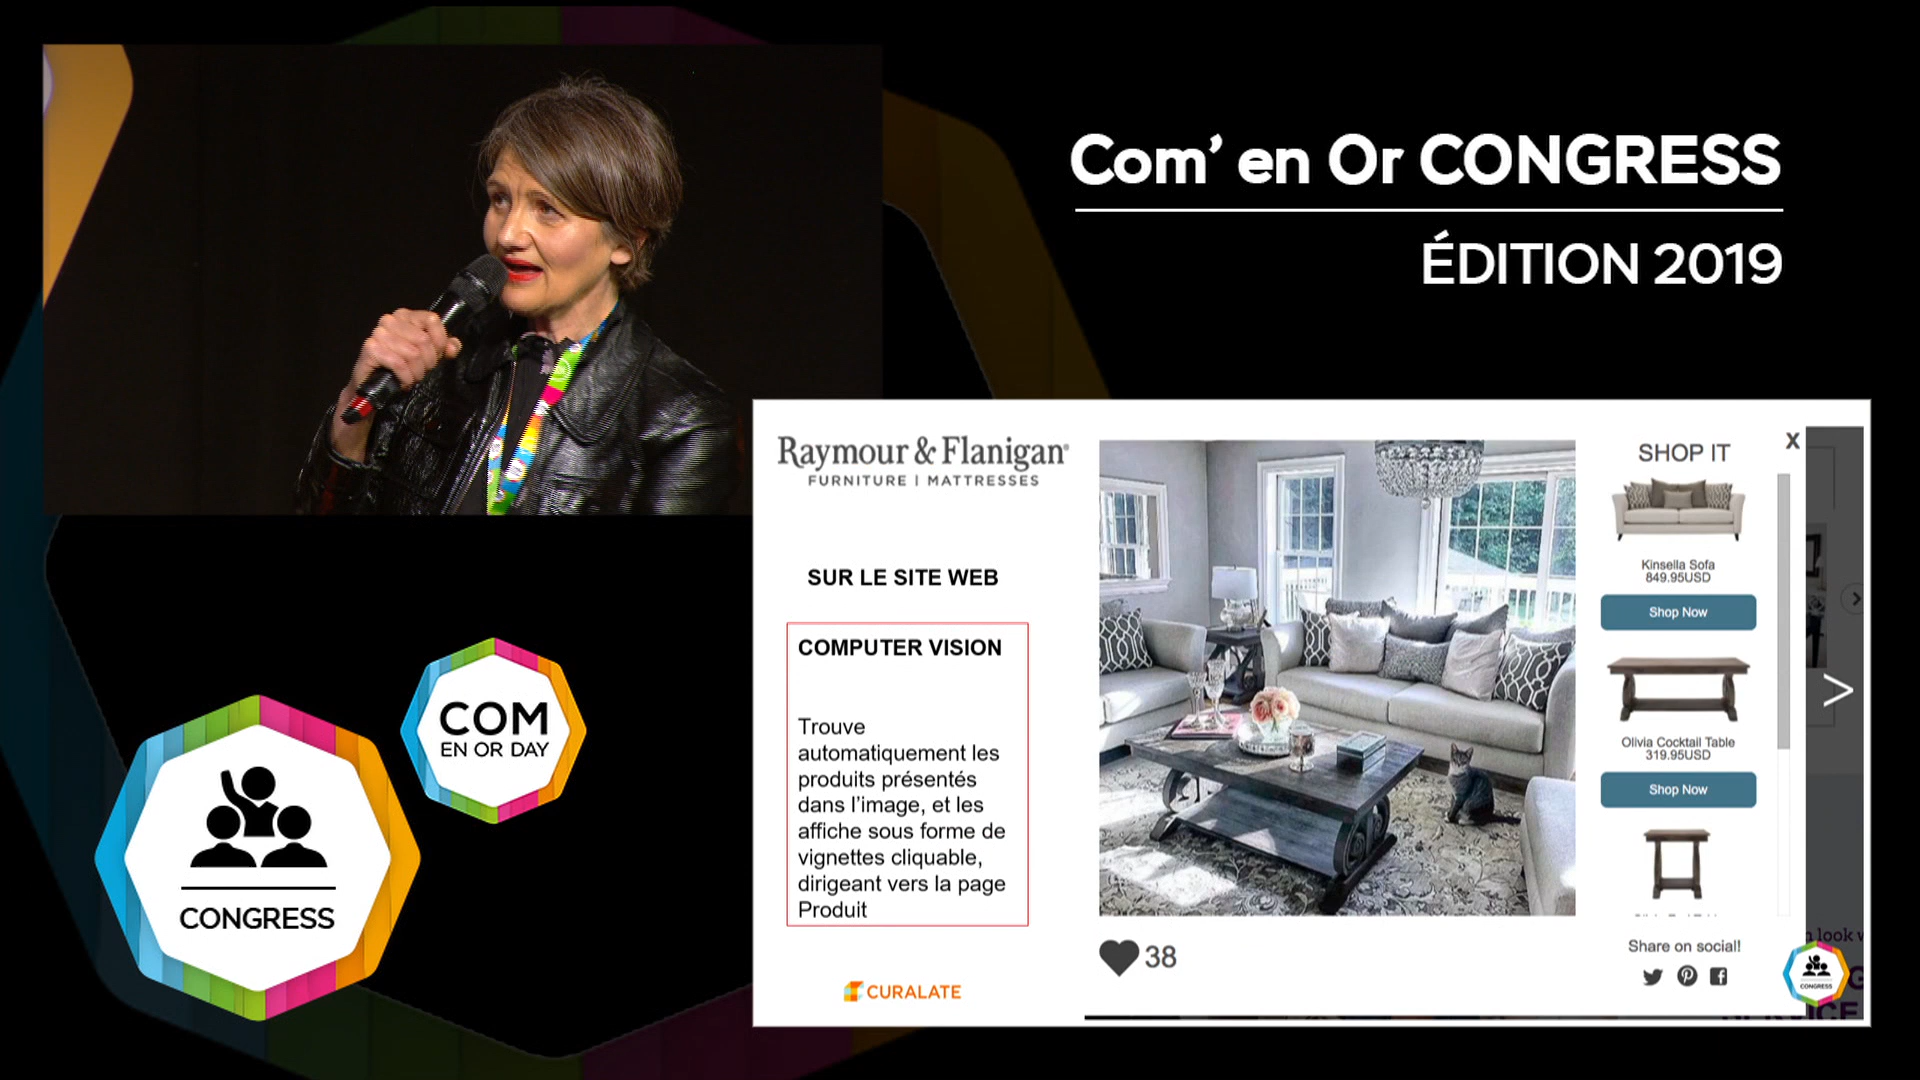 Com’ en Or CONGRESS
ÉDITION 2019
COM
EN OR DAY
CONGRESS
Raymour & Flanigan®
FURNITURE | MATTRESSES
SUR LE SITE WEB
COMPUTER VISION
Trouve
automatiquement les
produits présentés
dans l’image, et les
affiche sous forme de
vignettes cliquable,
dirigeant vers la page
Produit
CURALATE
38
SHOP IT
X
Kinsella Sofa
849.95USD
Shop Now
Olivia Cocktail Table
319.95USD
Shop Now
Share on social!
look
CONGRESS